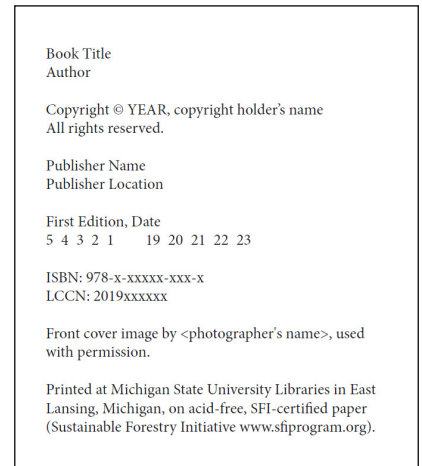 Book Title
Author
Copyright © YEAR, copyright holder's name
All rights reserved.
Publisher Name
Publisher Location
First Edition, Date
5 4 3 2 1 19 20 21 22 23
ISBN: 978-x-xxxxx-xxx-x
LCCN: 2019xxxxxx
Front cover image by <photographer's name>, used
with permission.
Printed at Michigan State University Libraries in East
Lansing, Michigan, on acid-free, SFI-certified paper
(Sustainable Forestry Initiative www.sfiprogram.org).